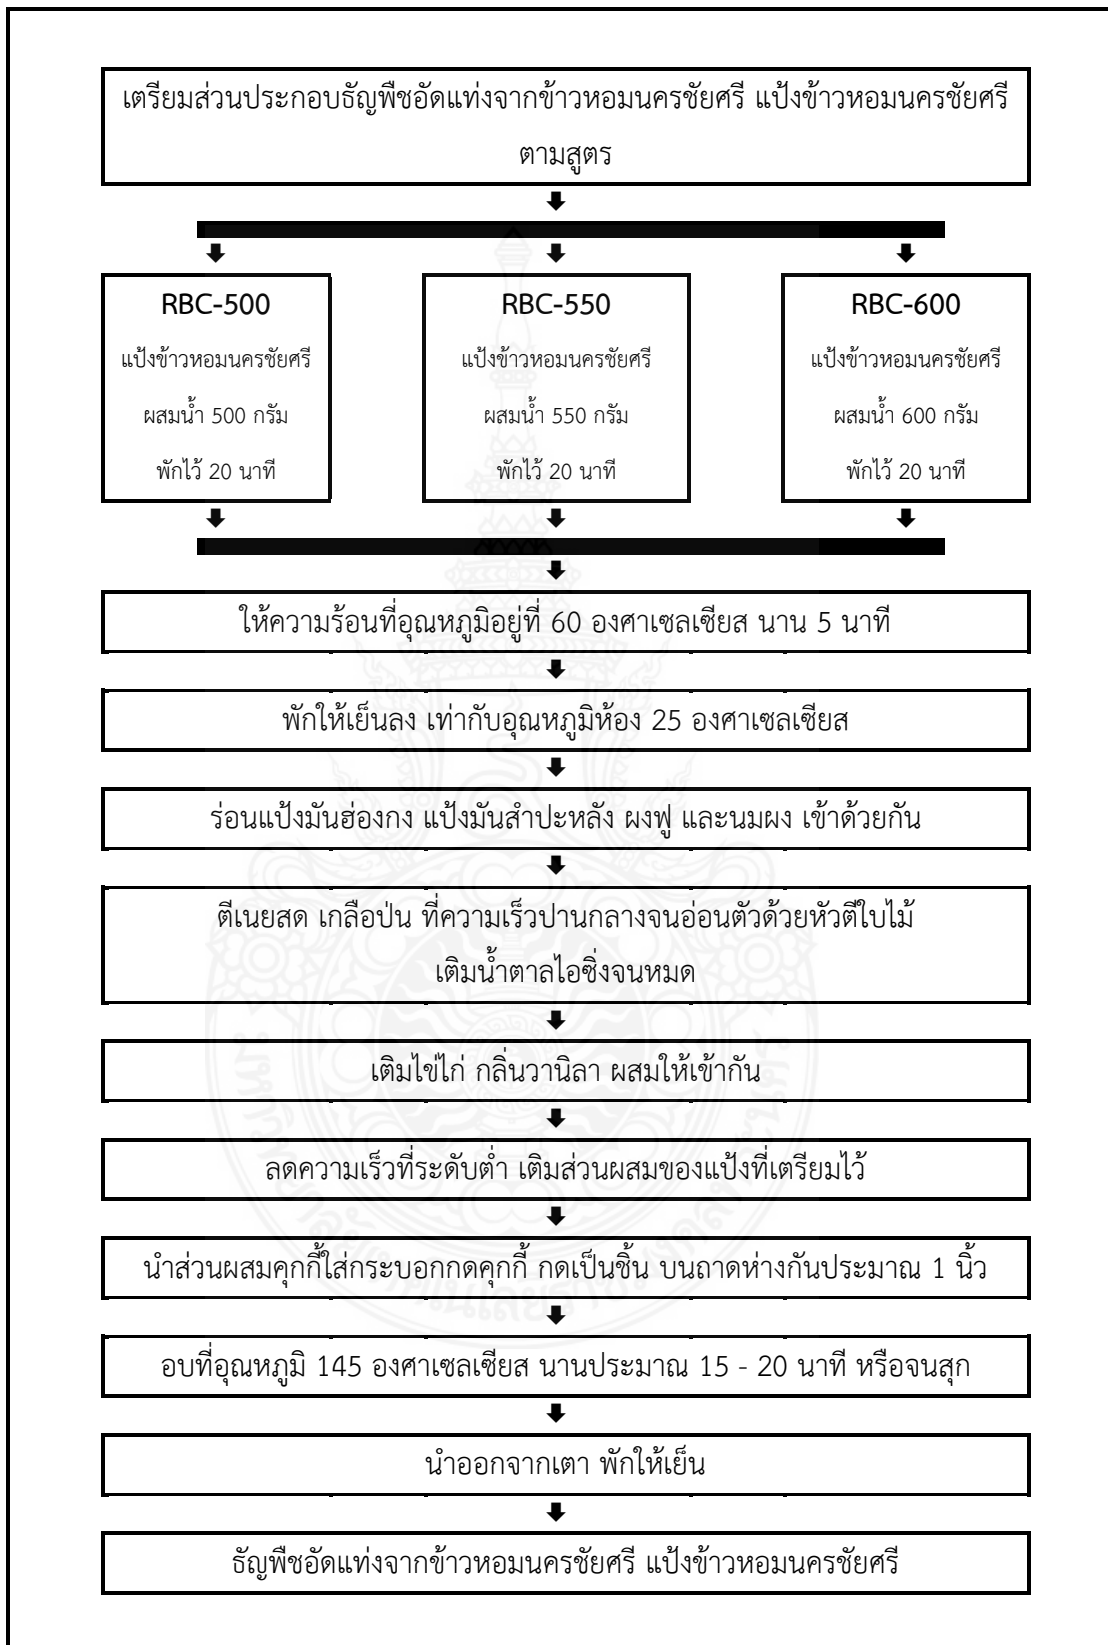 เตรียมส่วนประกอบธัญพืชอัดแท่งจากข้าวหอมนครชัยศรี แป้งข้าวหอมนครชัยศรี
ตามสูตร
RBC-500
แป้งข้าวหอมนครชัยศรี
ผสมน้ำ 500 กรัม
พักไว้ 20 นาที
RBC-550
แป้งข้าวหอมนครชัยศรี
ผสมน้ำ 550 กรัม
พักไว้ 20 นาที
RBC-600
แป้งข้าวหอมนครชัยศรี
ผสมน้ำ 600 กรัม
พักไว้ 20 นาที
ให้ความร้อนที่อุณหภูมิอยู่ที่ 60 องศาเซลเซียส นาน 5 นาที
พักให้เย็นลง เท่ากับอุณหภูมิห้อง 25 องศาเซลเซียส
ร่อนแป้งมันฮ่องกง แป้งมันสำปะหลัง ผงฟู และนมผง เข้าด้วยกัน
ตีเนยสด เกลือป่น ที่ความเร็วปานกลางจนอ่อนตัวด้วยหัวตีใบไม้
เติมน้ำตาลไอซิ่งจนหมด
เติมไข่ไก่ กลิ่นวานิลา ผสมให้เข้ากัน
ลดความเร็วที่ระดับต่ำ เติมส่วนผสมของแป้งที่เตรียมไว้
นำส่วนผสมคุกกี้ใส่กระบอกกดคุกกี้ กดเป็นชิ้น บนถาดห่างกันประมาณ 1 นิ้ว
อบที่อุณหภูมิ 145 องศาเซลเซียส นานประมาณ 15 - 20 นาที หรือจนสุก
นำออกจากเตา พักให้เย็น
ธัญพืชอัดแท่งจากข้าวหอมนครชัยศรี แป้งข้าวหอมนครชัยศรี